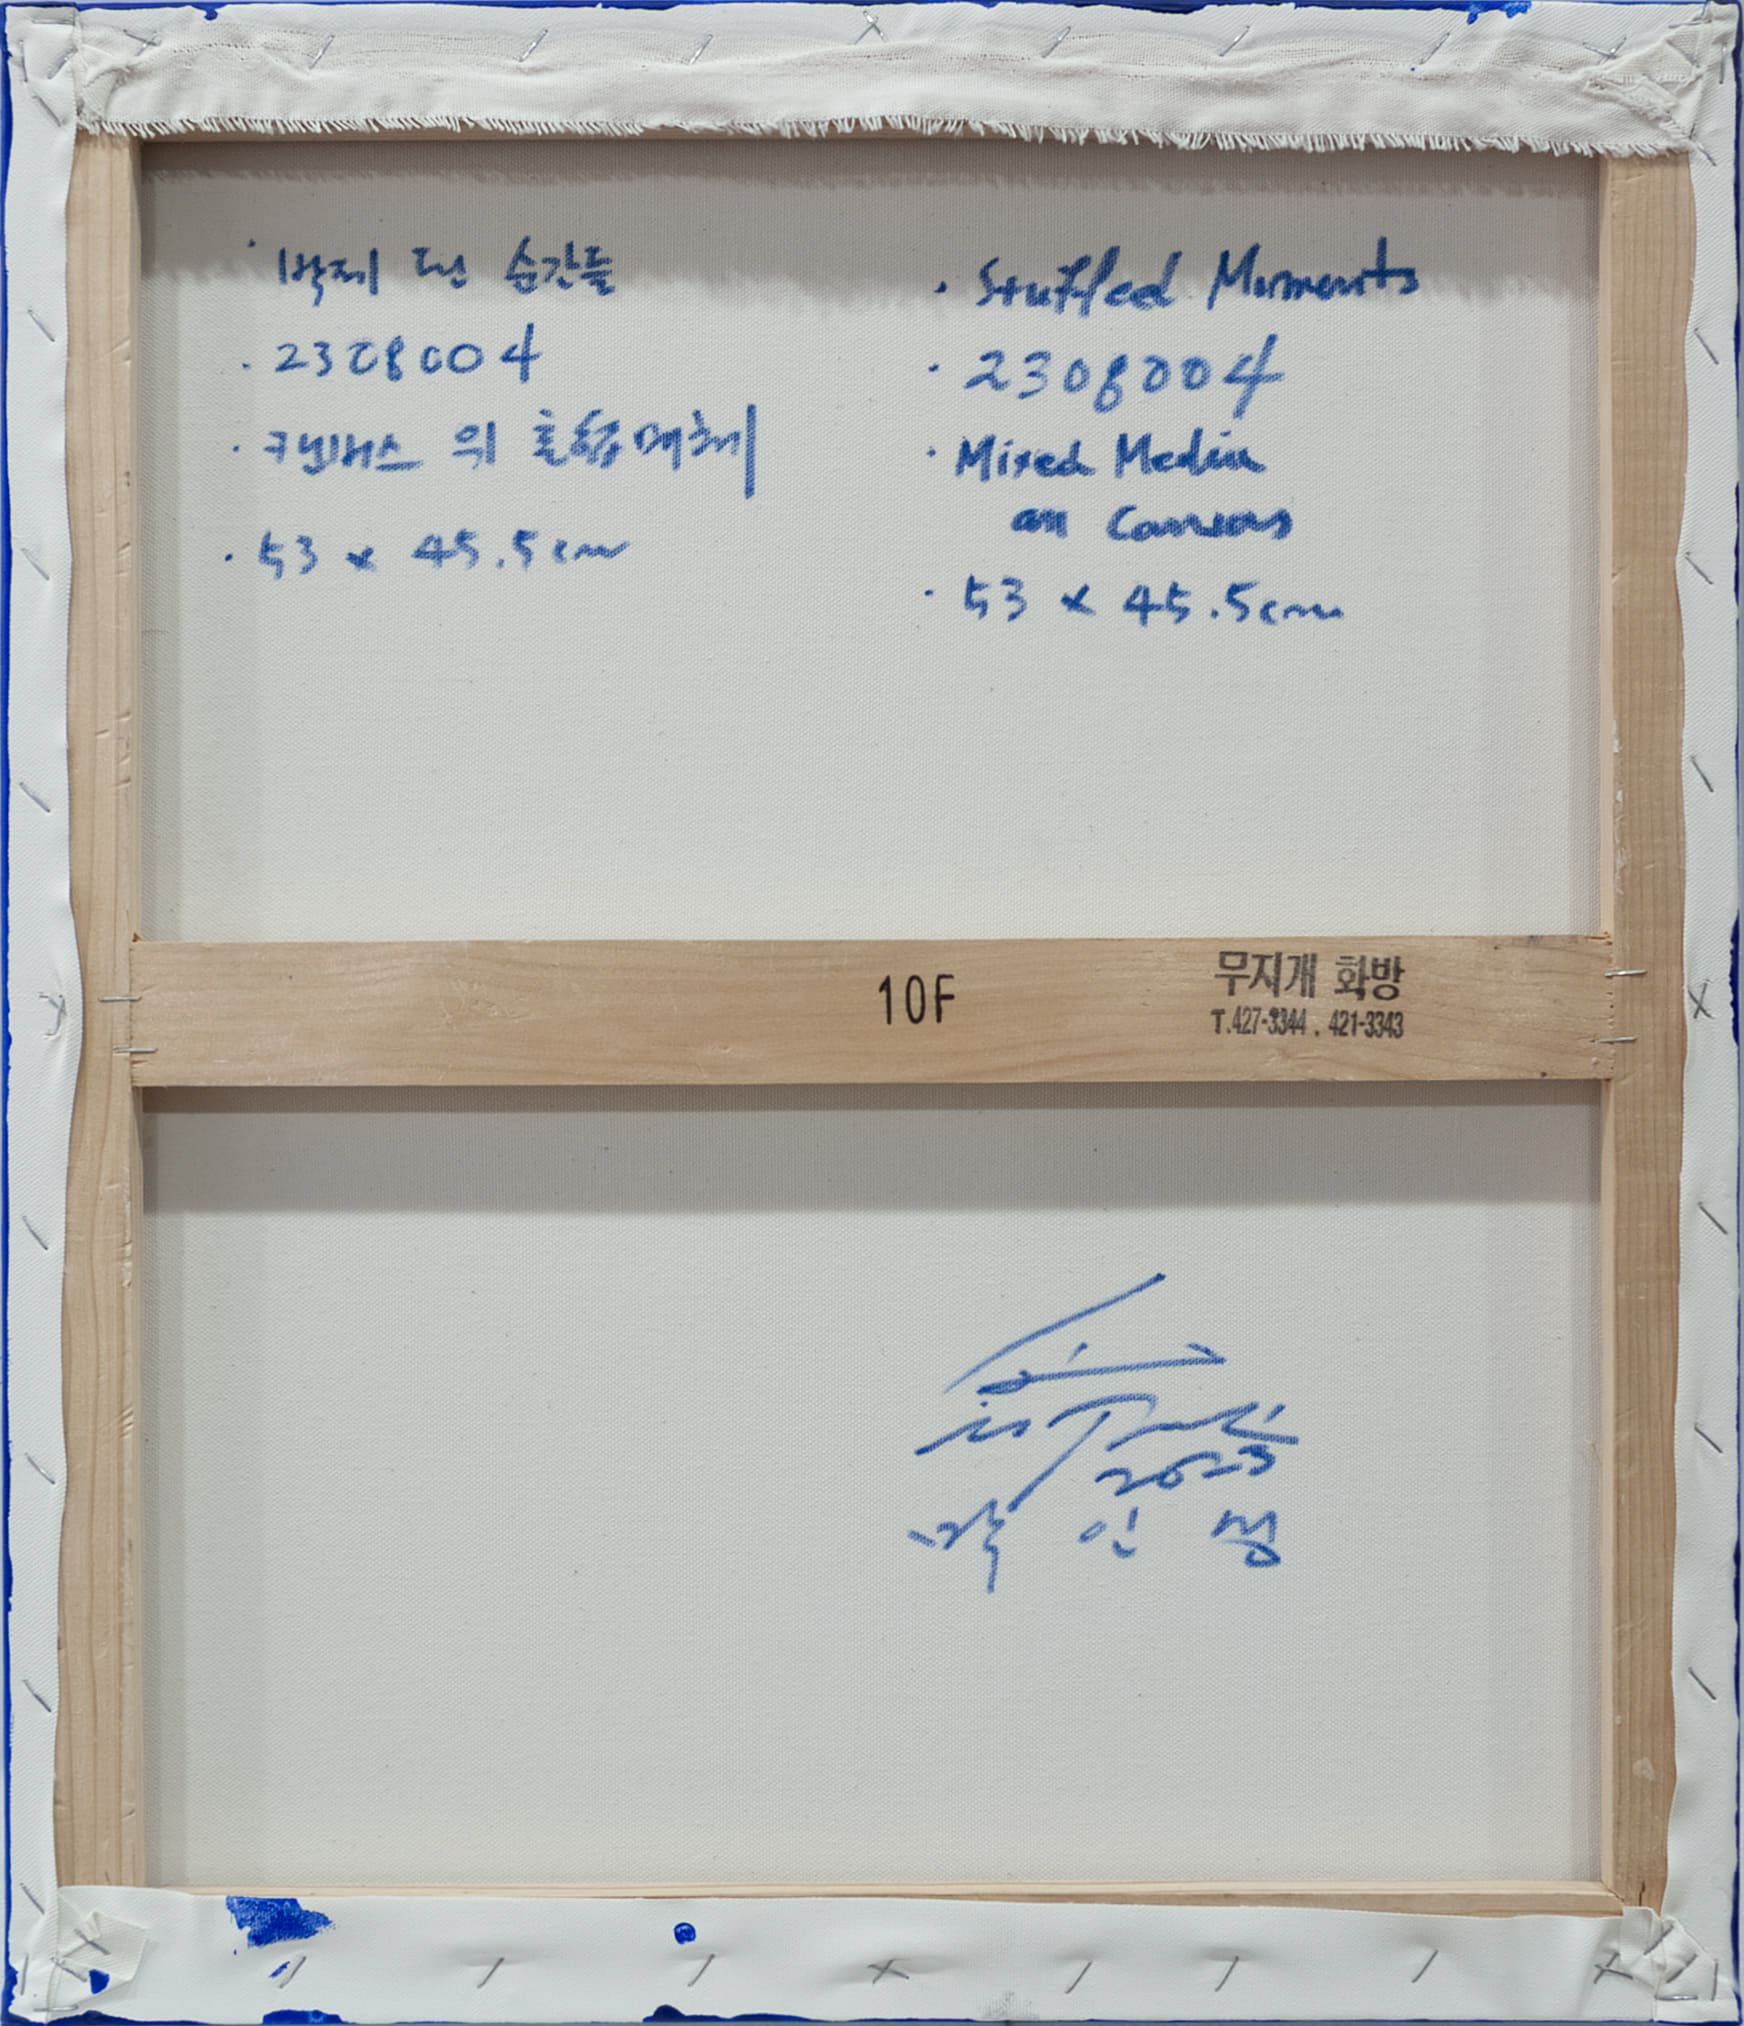 · 박제 된 순간들
· 2308004
· 캔버스 위 혼합매체
· 53 x 45.5cm
· Stuffed Moments
· 2308004
· Mixed Media
on Canvas
· 53 x 45.5cm
10F
무지개 화방
T.427-3344 . 421-3343
2023
박 인 성